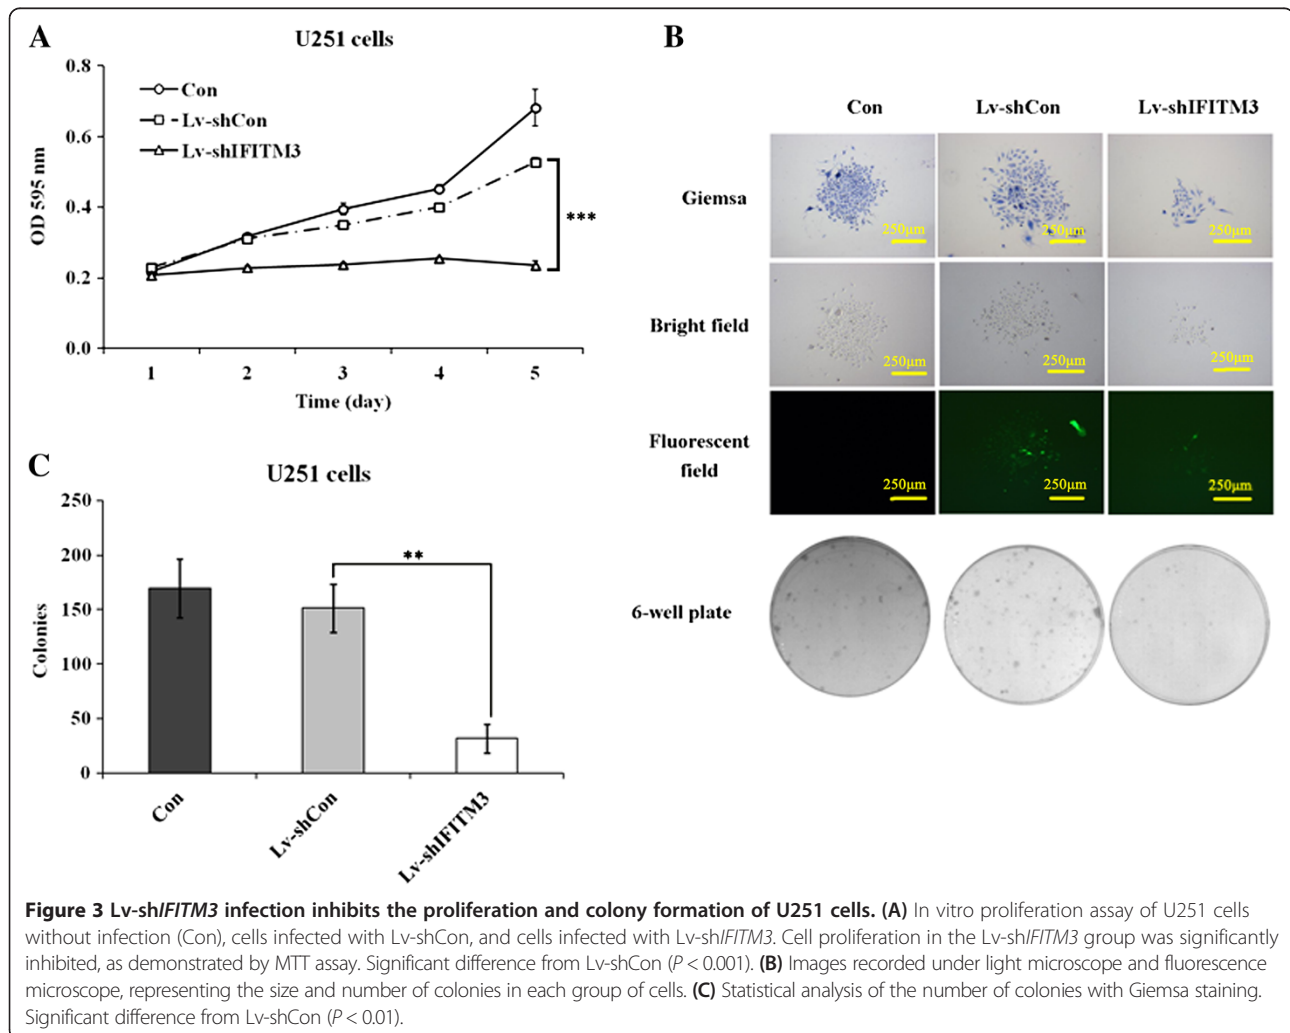 A
U251 cells
0.8
0.6
0.4
0.2
0.0
OD 595 nm
Con
Lv-shCon
Lv-shIFITM3
***
1 2 3 4 5
Time (day)
B
Con Lv-shCon Lv-shIFITM3
Giemsa
250μm 250μm 250μm
Bright field
250μm 250μm 250μm
Fluorescent
field
250μm 250μm 250μm
6-well plate
C
U251 cells
250
200
150
100
50
0
Colonies
**
Con
Lv-shCon
Lv-shIFITM3
Figure 3 Lv-shIFITM3 infection inhibits the proliferation and colony formation of U251 cells. (A) In vitro proliferation assay of U251 cells
without infection (Con), cells infected with Lv-shCon, and cells infected with Lv-shIFITM3. Cell proliferation in the Lv-shIFITM3 group was significantly
inhibited, as demonstrated by MTT assay. Significant difference from Lv-shCon (P < 0.001). (B) Images recorded under light microscope and fluorescence
microscope, representing the size and number of colonies in each group of cells. (C) Statistical analysis of the number of colonies with Giemsa staining.
Significant difference from Lv-shCon (P < 0.01).